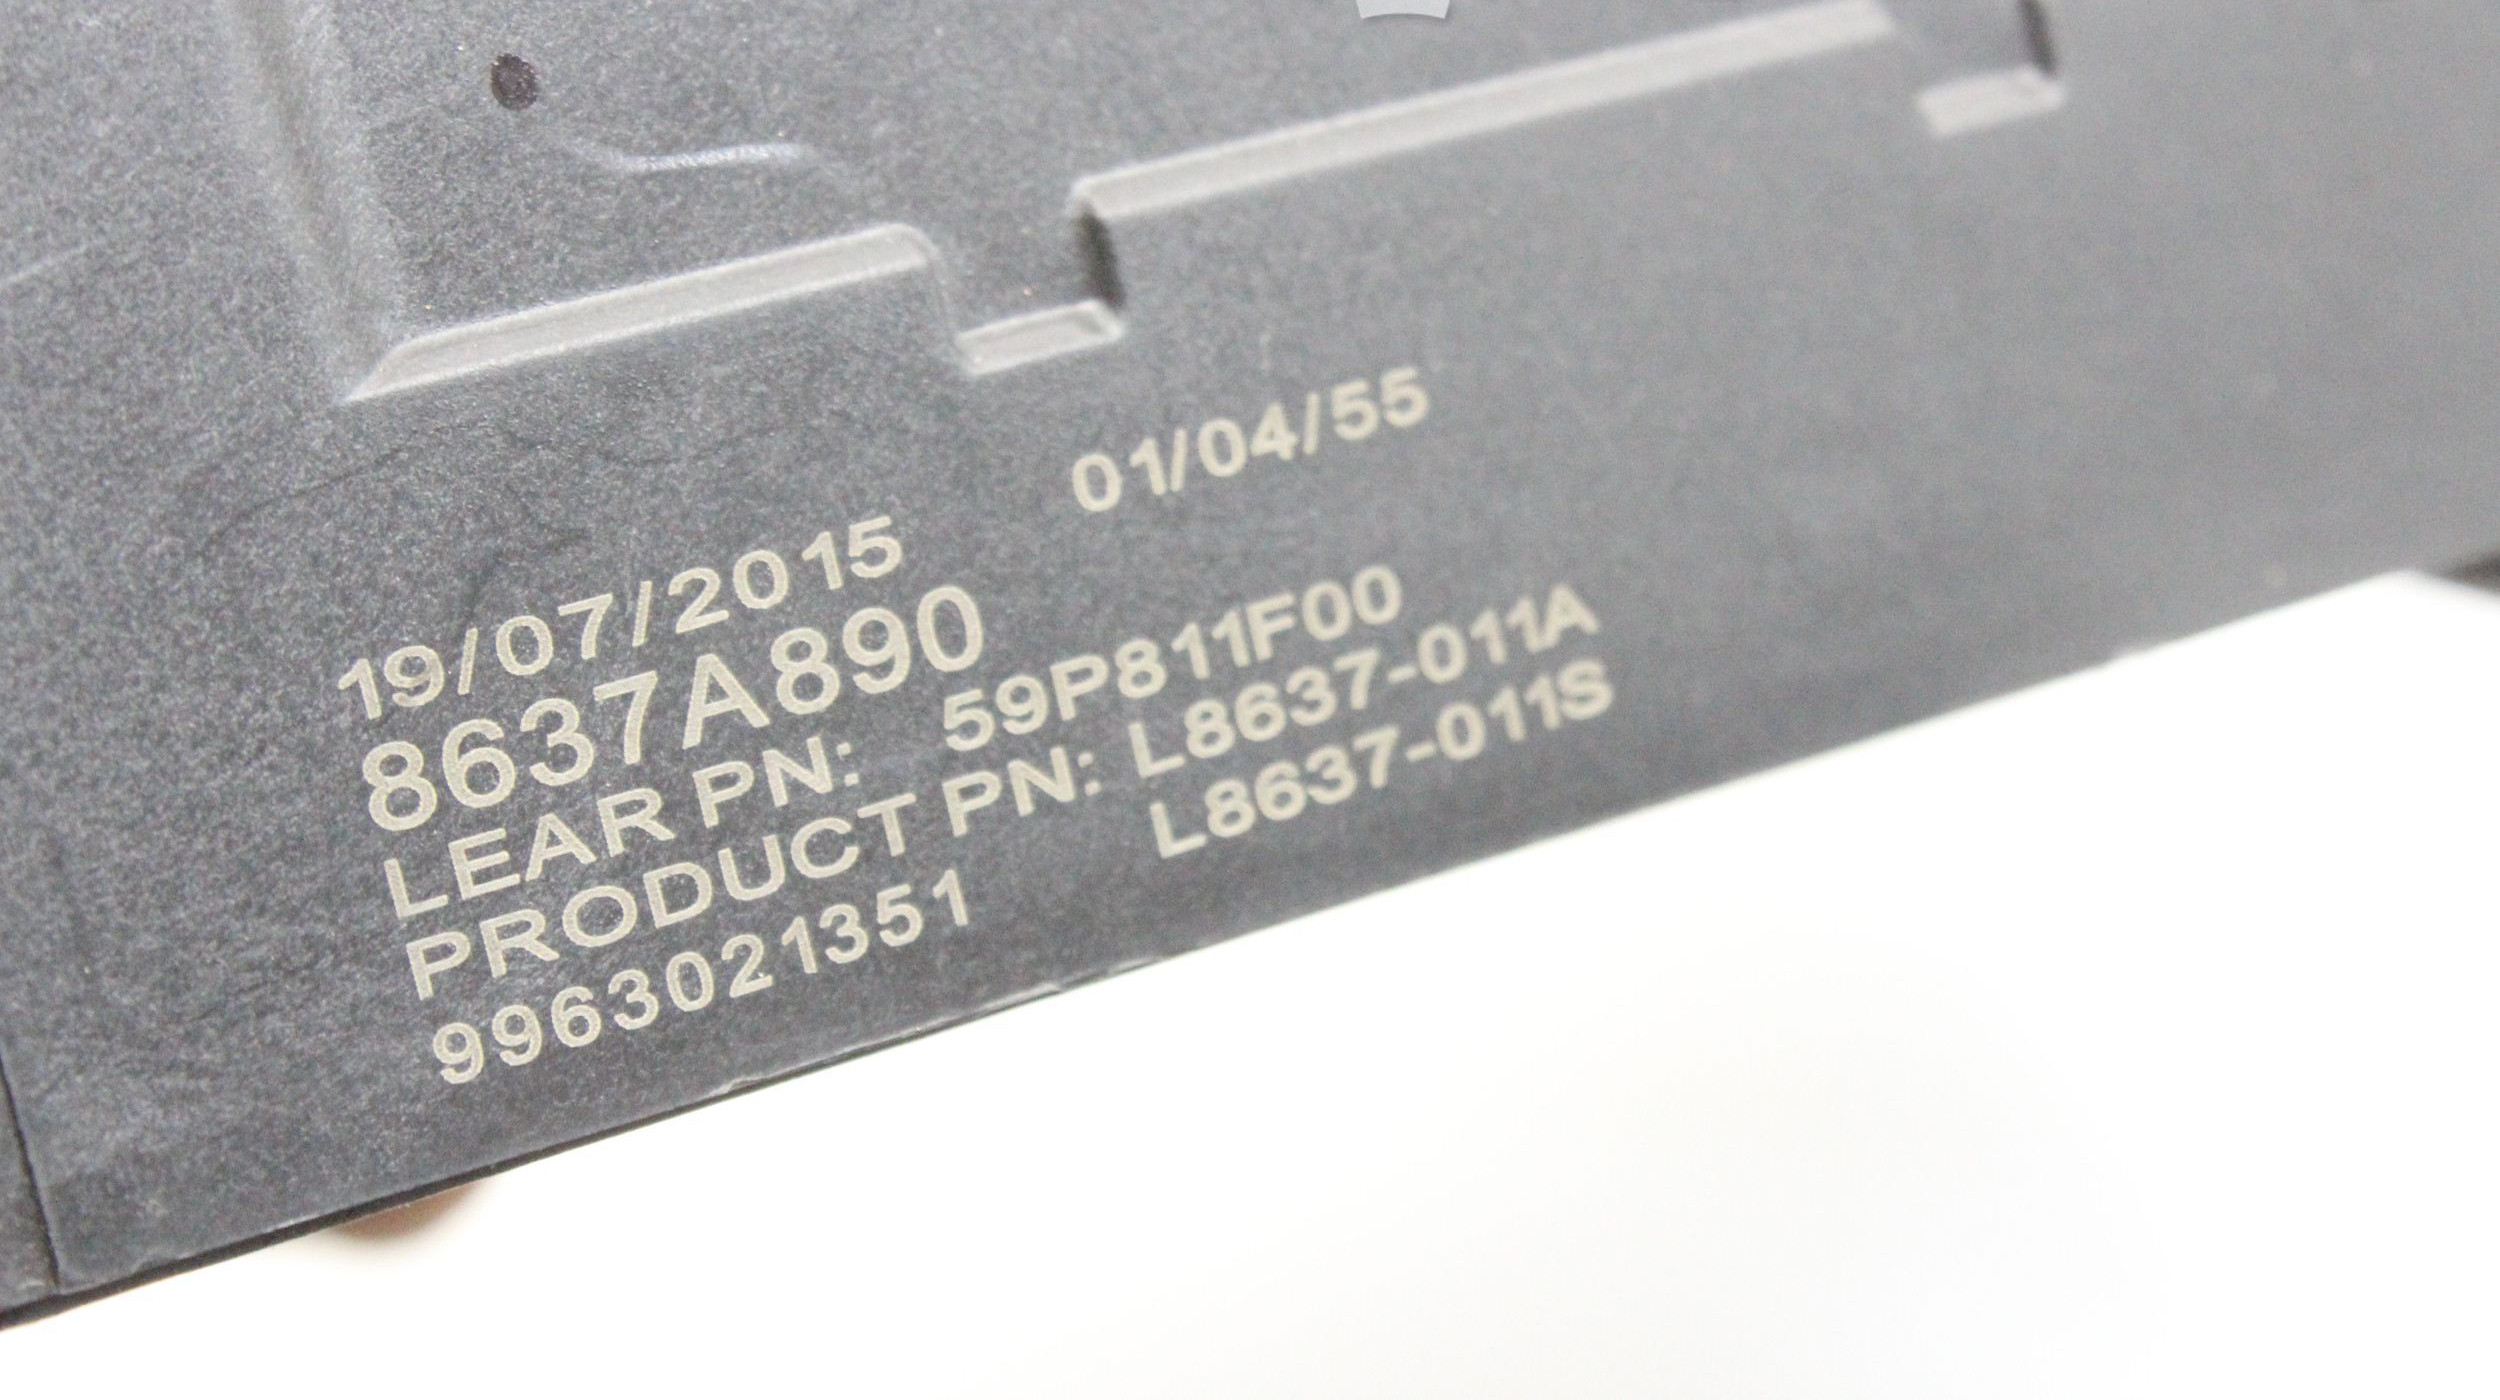 01/04/55
19/07/2015
8637A890
LEAR PN: 59P811F00
PRODUCT PN: L8637-011A
L8637-011S
9963021351